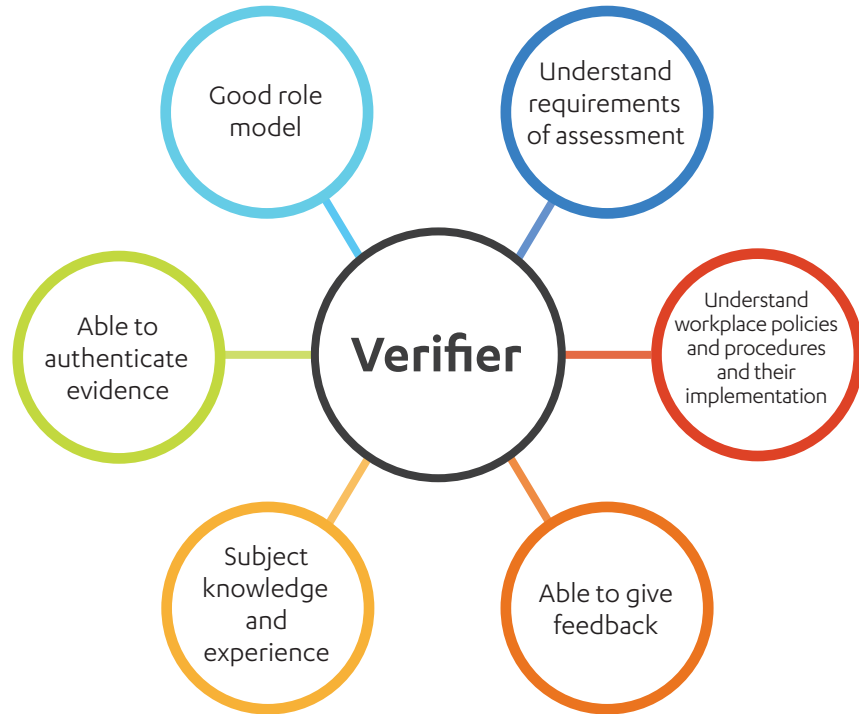 Good role
model
Understand
requirements
of assessment
Able to
authenticate
evidence
Verifier
Understand
workplace policies
and procedures
and their
implementation
Subject
knowledge
and
experience
Able to give
feedback